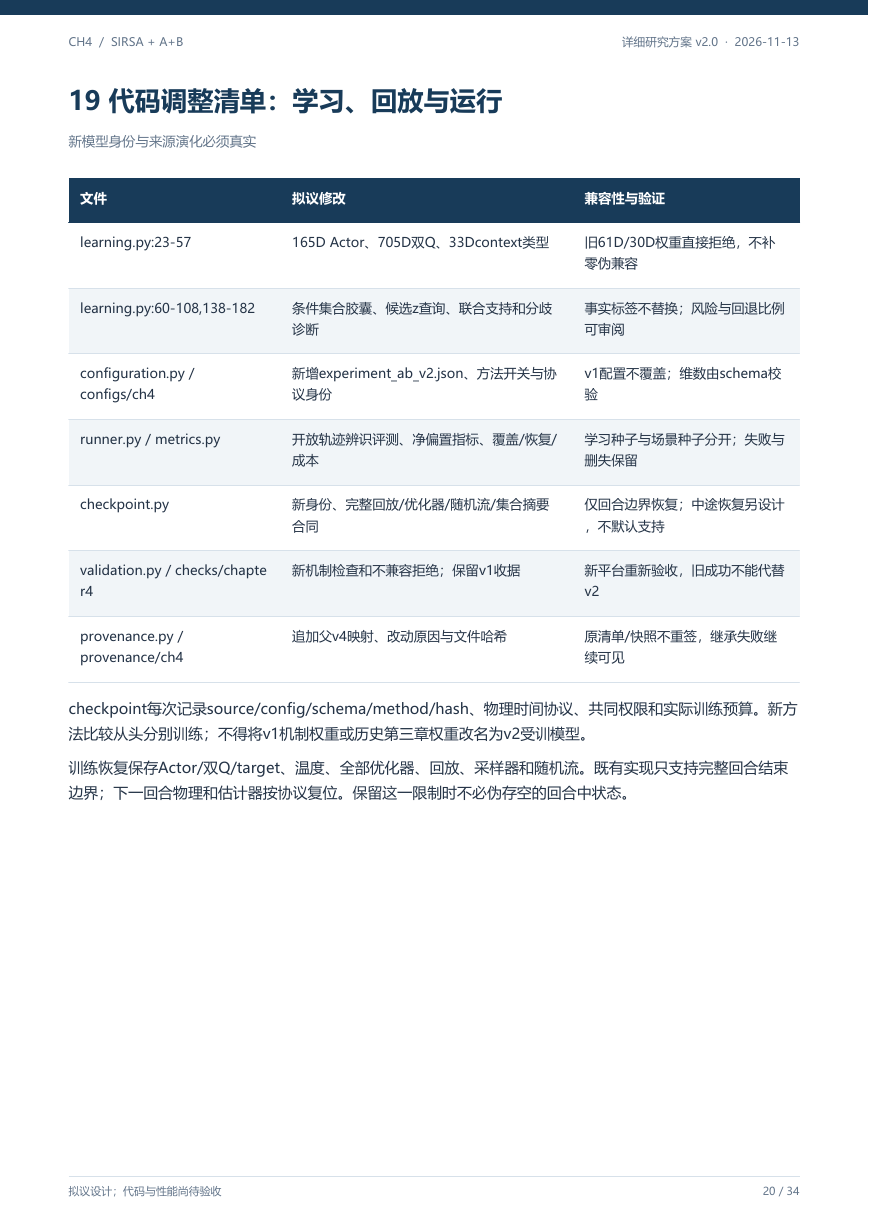 CH4 / SIRSA + A+B
详细研究方案 v2.0 · 2026-11-13
19 代码调整清单：学习、回放与运行
新模型身份与来源演化必须真实
文件
拟议修改
兼容性与验证
learning.py:23-57
165D Actor、705D双Q、33Dcontext类型
旧61D/30D权重直接拒绝，不补
零伪兼容
learning.py:60-108,138-182
条件集合胶囊、候选z查询、联合支持和分歧
诊断
事实标签不替换；风险与回退比例
可审阅
configuration.py /
configs/ch4
新增experiment_ab_v2.json、方法开关与协
议身份
v1配置不覆盖；维数由schema校
验
runner.py / metrics.py
开放轨迹辨识评测、净偏置指标、覆盖/恢复/
成本
学习种子与场景种子分开；失败与
删失保留
checkpoint.py
新身份、完整回放/优化器/随机流/集合摘要
合同
仅回合边界恢复；中途恢复另设计
，不默认支持
validation.py / checks/chapte
r4
新机制检查和不兼容拒绝；保留v1收据
新平台重新验收，旧成功不能代替
v2
provenance.py /
provenance/ch4
追加父v4映射、改动原因与文件哈希
原清单/快照不重签，继承失败继
续可见
checkpoint每次记录source/config/schema/method/hash、物理时间协议、共同权限和实际训练预算。新方
法比较从头分别训练；不得将v1机制权重或历史第三章权重改名为v2受训模型。
训练恢复保存Actor/双Q/target、温度、全部优化器、回放、采样器和随机流。既有实现只支持完整回合结束
边界；下一回合物理和估计器按协议复位。保留这一限制时不必伪存空的回合中状态。
拟议设计；代码与性能尚待验收
20 / 34